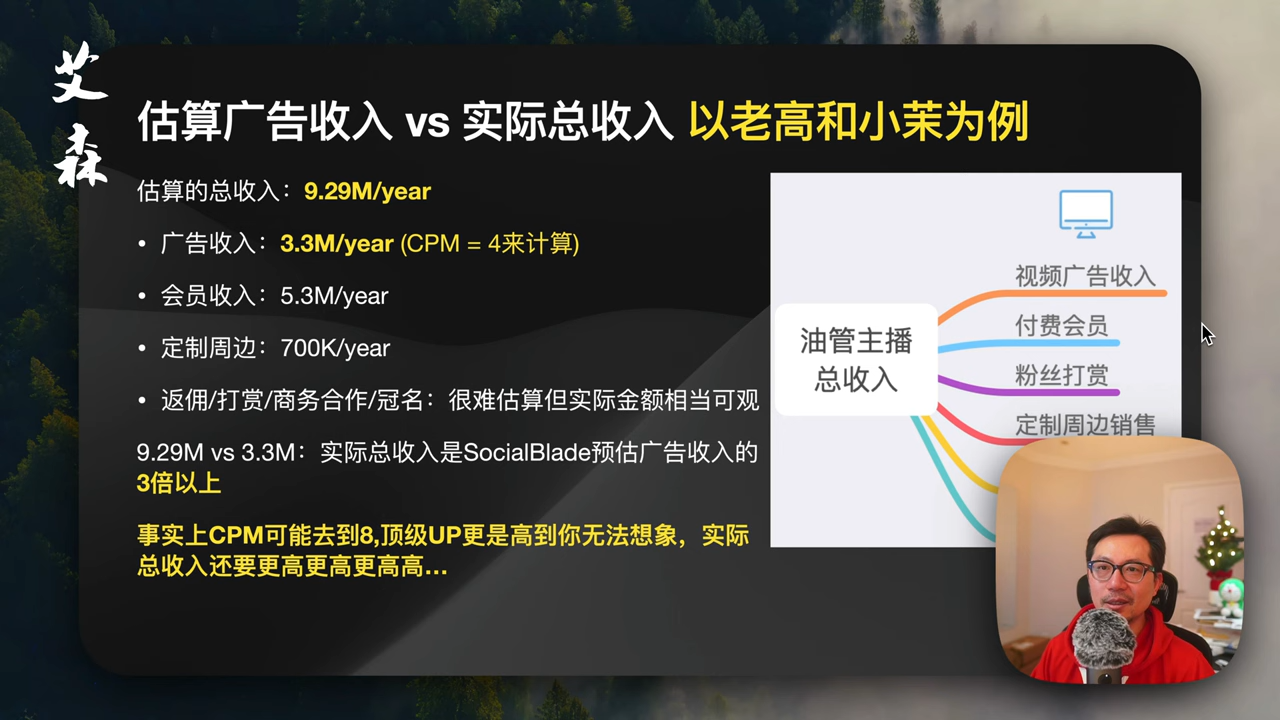 艾森
估算广告收入 vs 实际总收入 以老高和小茉为例
估算的总收入：9.29M/year
• 广告收入：3.3M/year (CPM = 4来计算)
• 会员收入：5.3M/year
• 定制周边：700K/year
• 返佣/打赏/商务合作/冠名：很难估算但实际金额相当可观
9.29M vs 3.3M：实际总收入是SocialBlade预估广告收入的
3倍以上
事实上CPM可能去到8,顶级UP更是高到你无法想象，实际
总收入还要更高更高更高高...
油管主播
总收入
视频广告收入
付费会员
粉丝打赏
定制周边销售